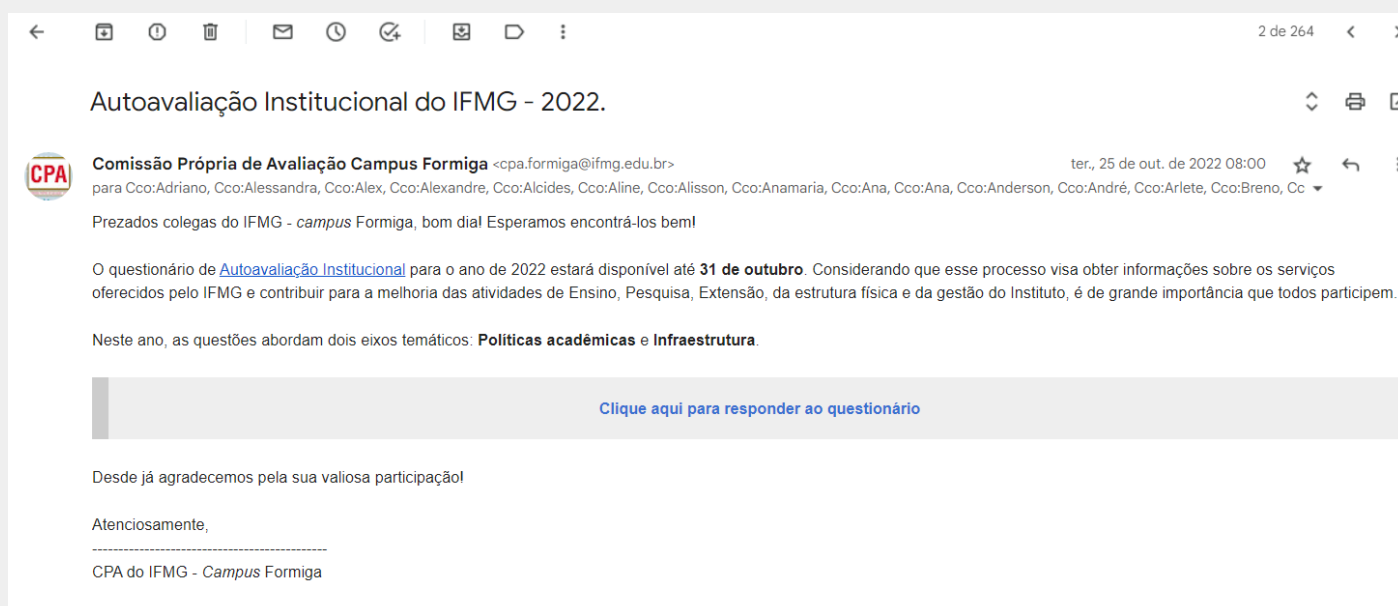 2 de 264
Autoavaliação Institucional do IFMG - 2022.
CPA
Comissão Própria de Avaliação Campus Formiga <cpa.formiga@ifmg.edu.br>
ter., 25 de out. de 2022 08:00
para Cco:Adriano, Cco:Alessandra, Cco:Alex, Cco:Alexandre, Cco:Alcides, Cco:Aline, Cco:Alisson, Cco:Anamaria, Cco:Ana, Cco:Ana, Cco:Anderson, Cco:André, Cco:Arlete, Cco:Breno, Cc
Prezados colegas do IFMG - campus Formiga, bom dia! Esperamos encontrá-los bem!
O questionário de Autoavaliação Institucional para o ano de 2022 estará disponível até 31 de outubro. Considerando que esse processo visa obter informações sobre os serviços
oferecidos pelo IFMG e contribuir para a melhoria das atividades de Ensino, Pesquisa, Extensão, da estrutura física e da gestão do Instituto, é de grande importância que todos participem.
Neste ano, as questões abordam dois eixos temáticos: Políticas acadêmicas e Infraestrutura.
Clique aqui para responder ao questionário
Desde já agradecemos pela sua valiosa participação!
Atenciosamente,
---------------------------------------------
CPA do IFMG - Campus Formiga